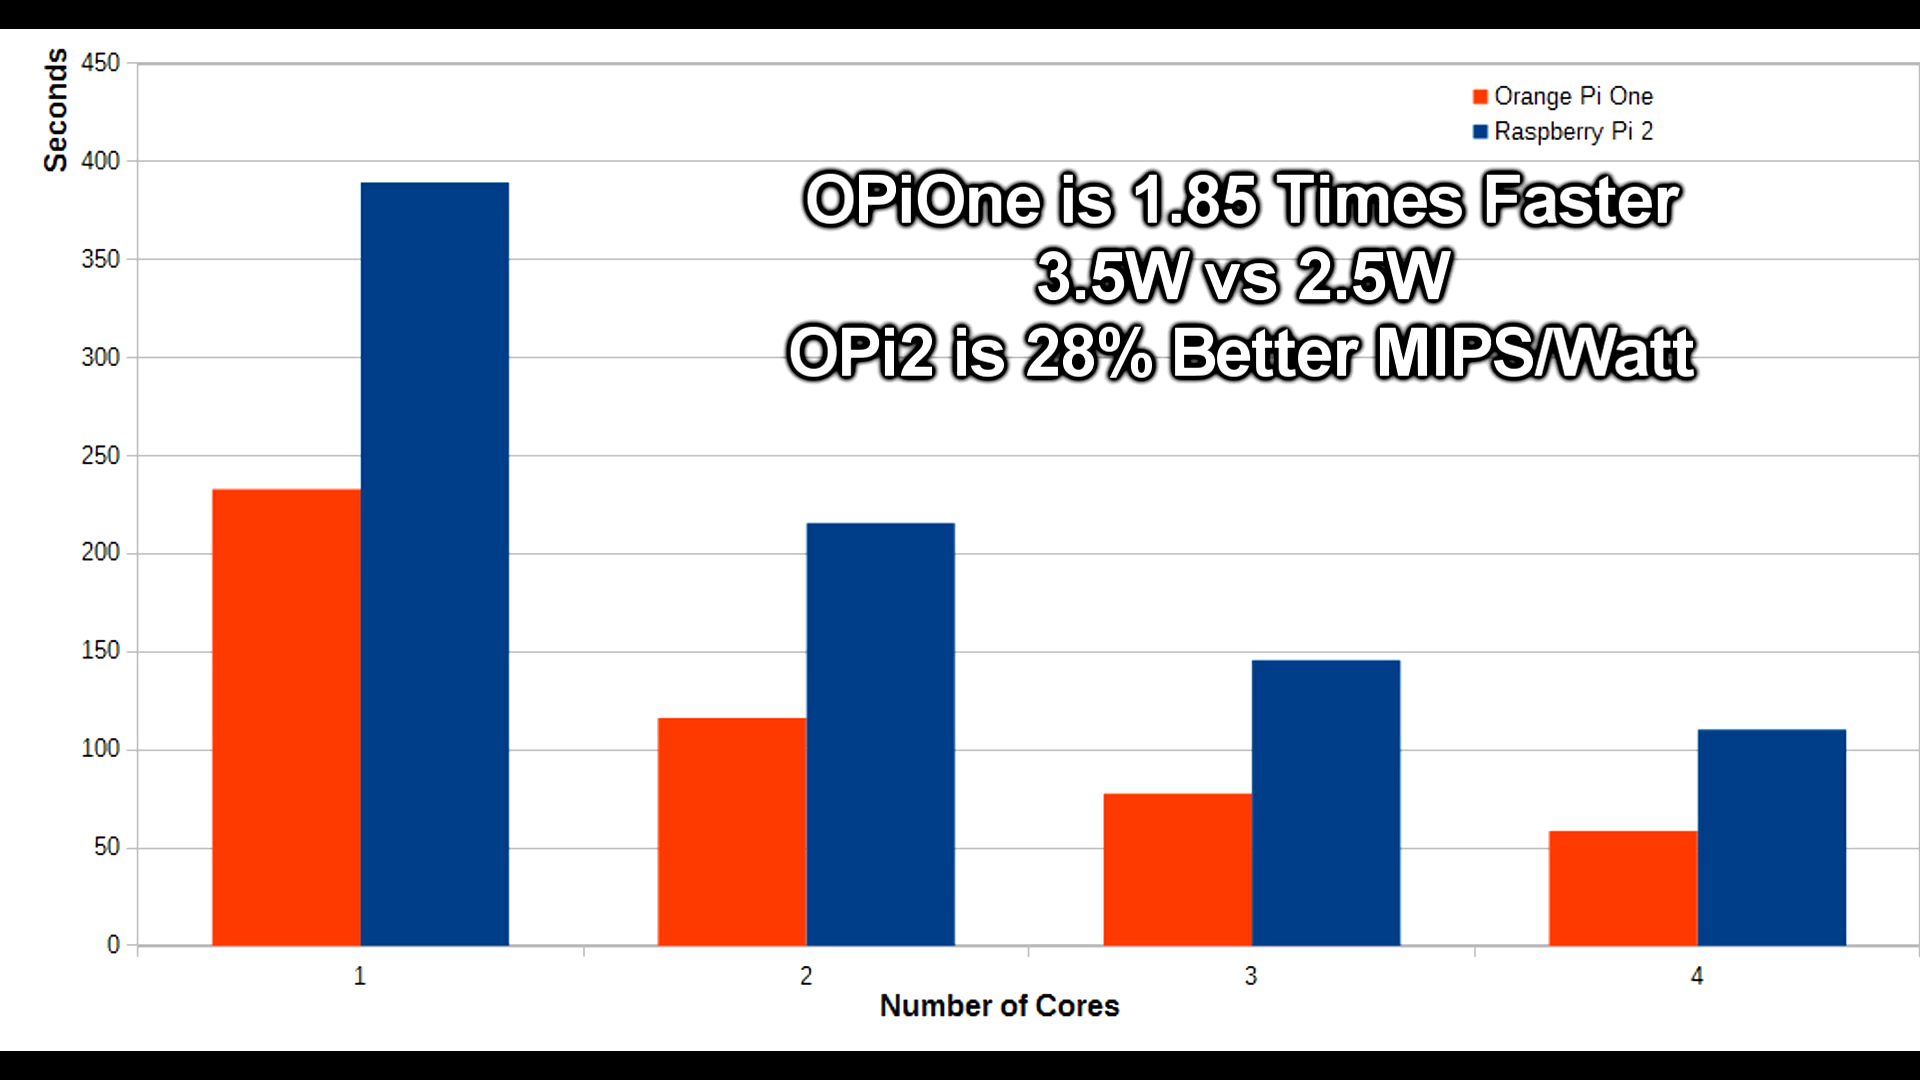 Seconds
450
400
350
300
250
200
150
100
50
0
Orange Pi One
Raspberry Pi 2
OPiOne is 1.85 Times Faster
3.5W vs 2.5W
OPi2 is 28% Better MIPS/Watt
1 2 3 4
Number of Cores